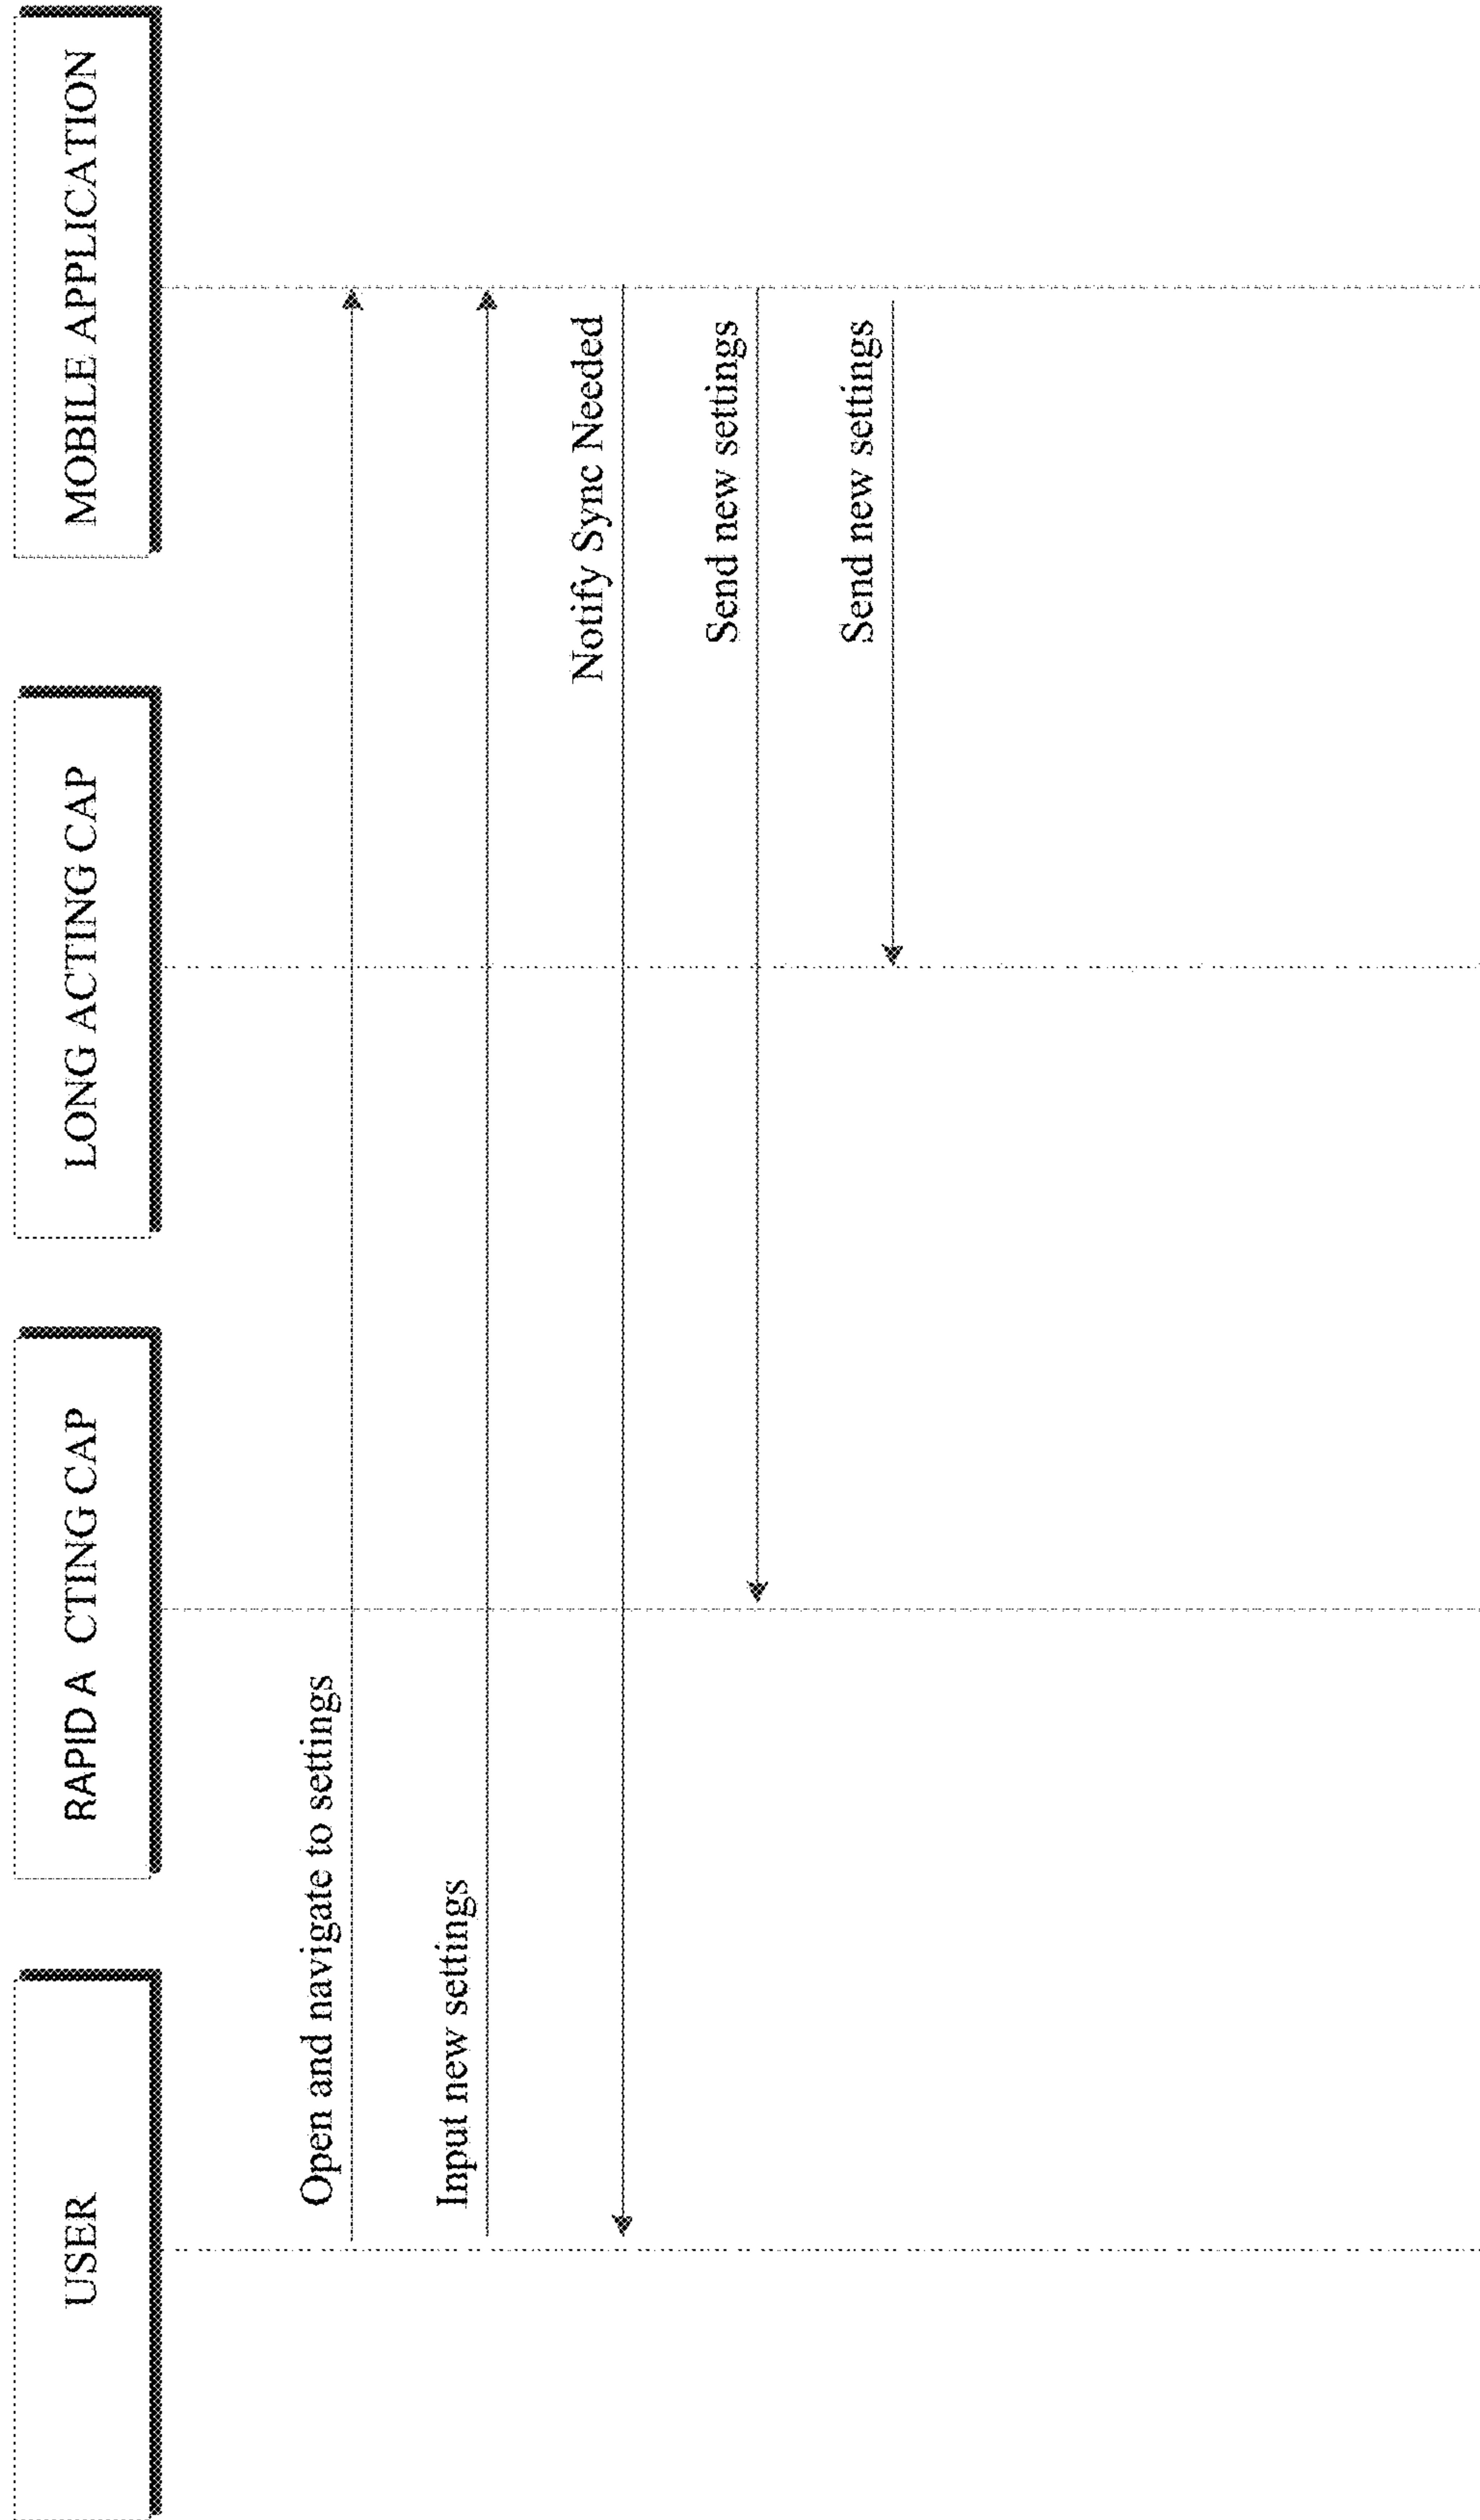 USER
RAPID A CTING CAP
LONG ACTING CAP
MOBILE APPLICATION
Open and navigate to settings
Input new settings
Notify Sync Needed
Send new settings
Send new settings